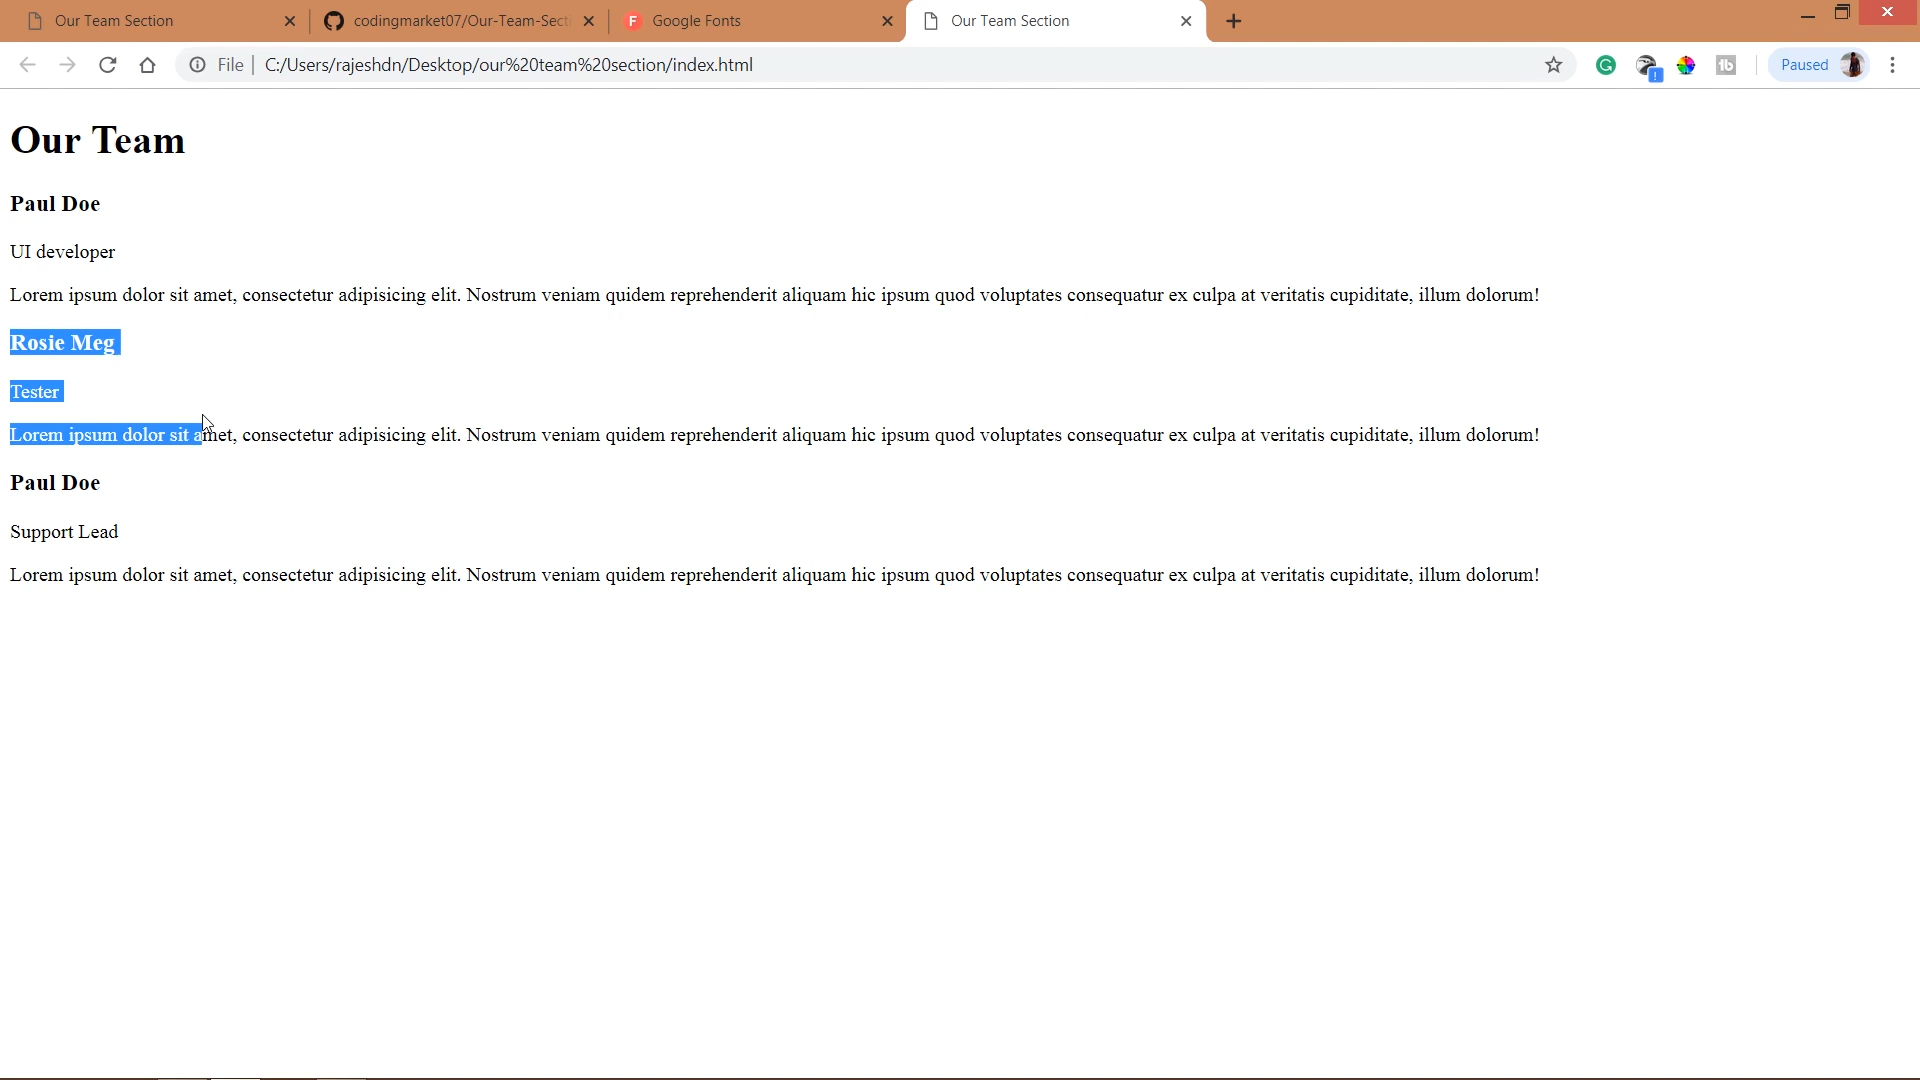 Our Team Section
codingmarket07/Our-Team-Secti
F Google Fonts
Our Team Section
File C:/Users/rajeshdn/Desktop/our%20team%20section/index.html
Paused
Our Team
Paul Doe
UI developer
Lorem ipsum dolor sit amet, consectetur adipisicing elit. Nostrum veniam quidem reprehenderit aliquam hic ipsum quod voluptates consequatur ex culpa at veritatis cupiditate, illum dolorum!
Rosie Meg
Tester
Lorem ipsum dolor sit amet, consectetur adipisicing elit. Nostrum veniam quidem reprehenderit aliquam hic ipsum quod voluptates consequatur ex culpa at veritatis cupiditate, illum dolorum!
Paul Doe
Support Lead
Lorem ipsum dolor sit amet, consectetur adipisicing elit. Nostrum veniam quidem reprehenderit aliquam hic ipsum quod voluptates consequatur ex culpa at veritatis cupiditate, illum dolorum!